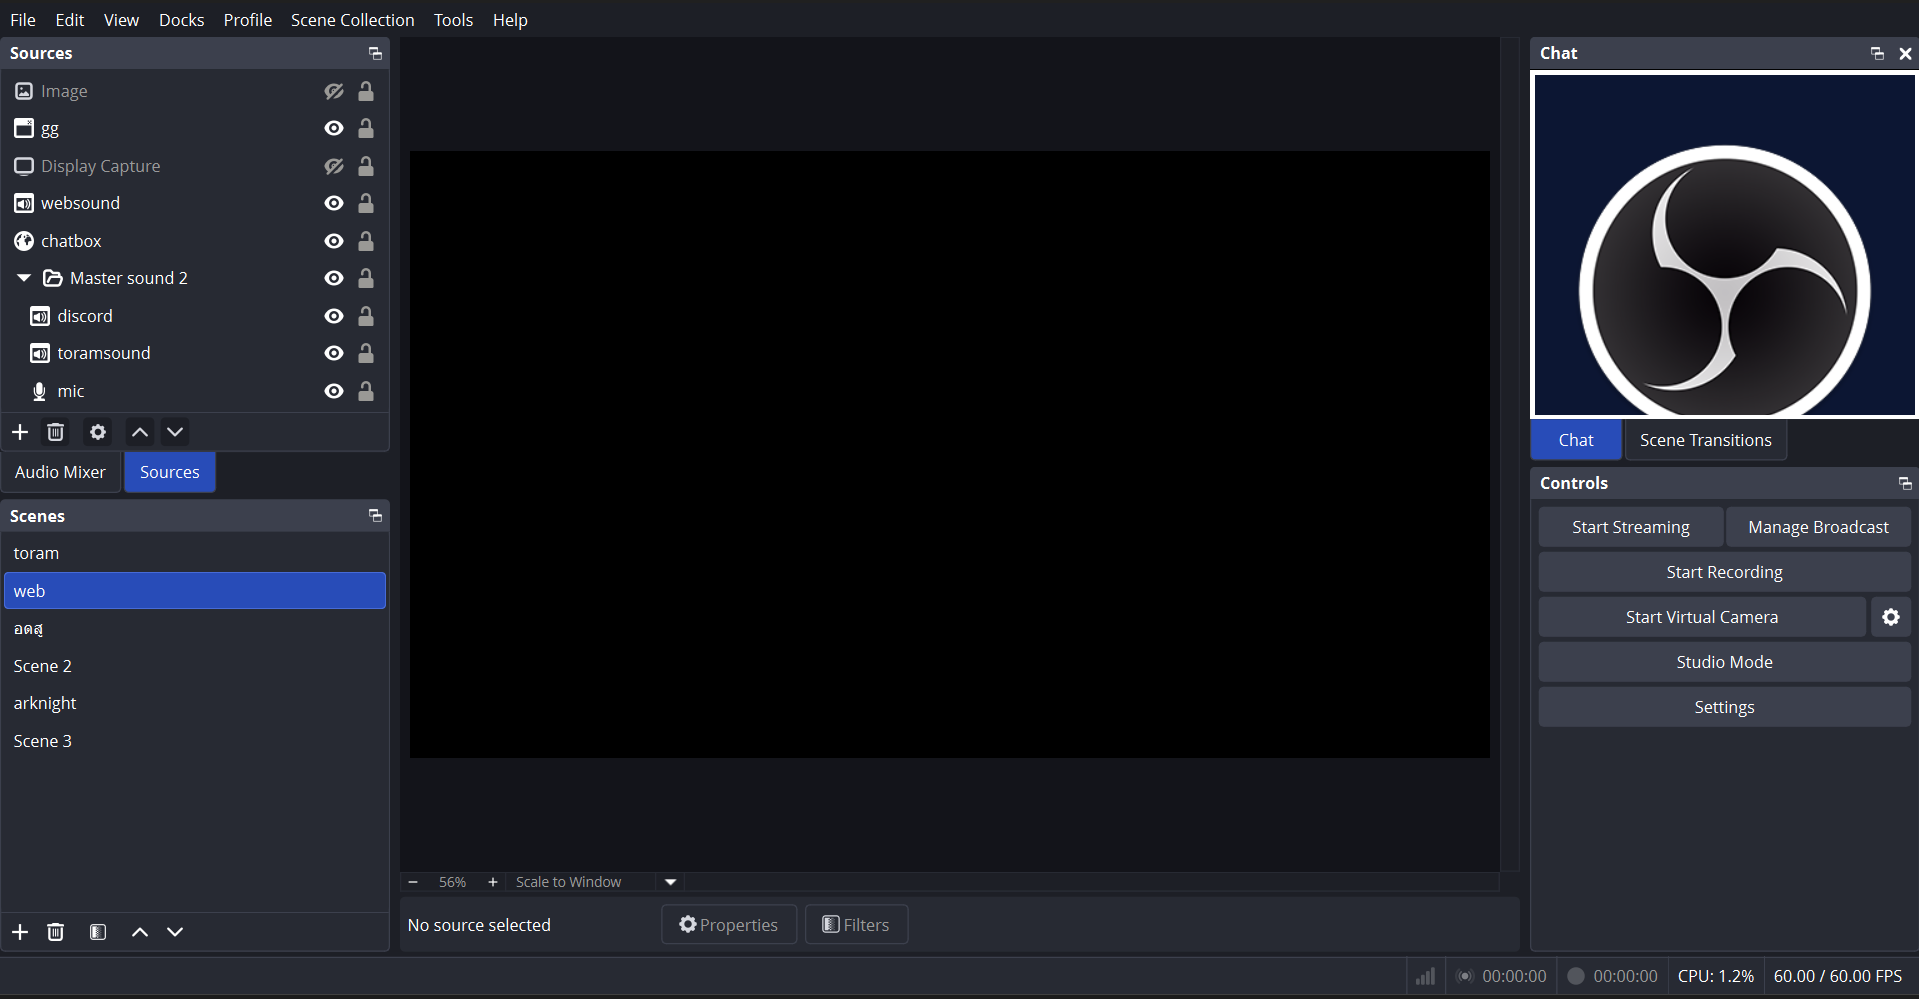 File Edit View Docks Profile Scene Collection Tools Help
Sources
Image
gg
Display Capture
websound
chatbox
Master sound 2
discord
toramsound
mic
Audio Mixer Sources
Scenes
toram
web
อดสู
Scene 2
arknight
Scene 3
56% Scale to Window
No source selected Properties Filters
Chat
Chat Scene Transitions
Controls
Start Streaming Manage Broadcast
Start Recording
Start Virtual Camera
Studio Mode
Settings
00:00:00 00:00:00 CPU: 1.2% 60.00 / 60.00 FPS